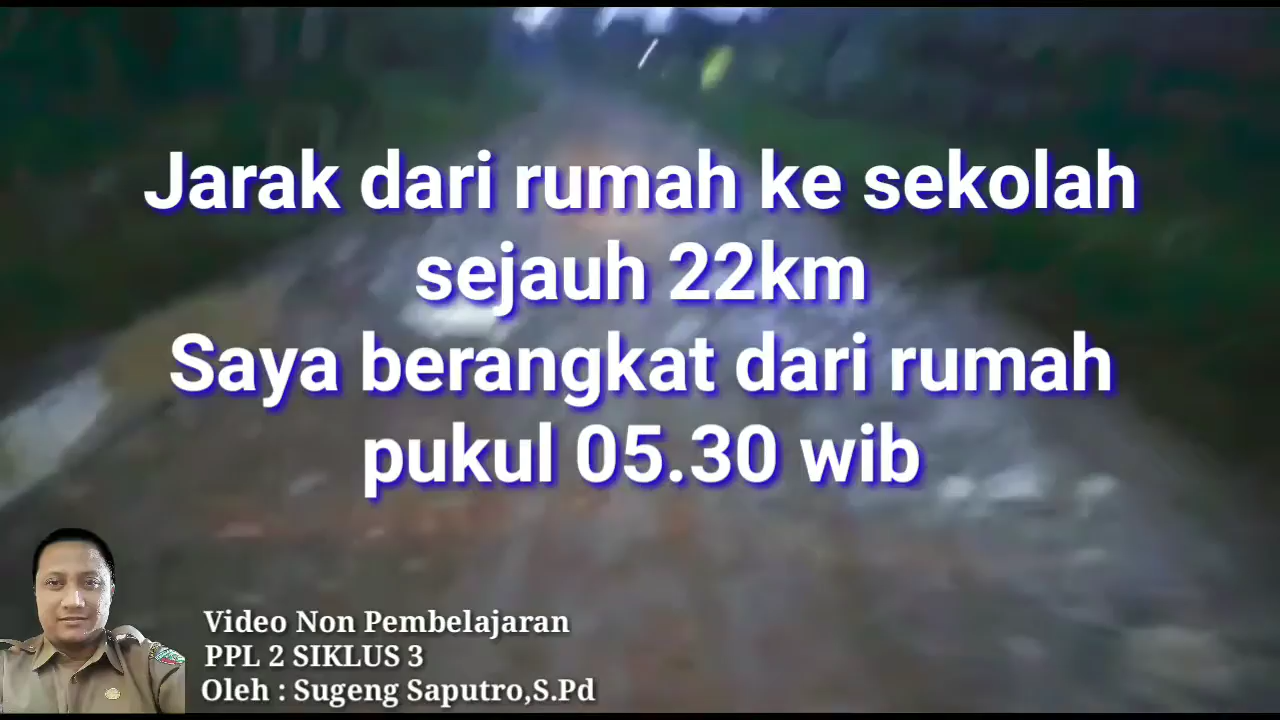 Jarak dari rumah ke sekolah
sejauh 22km
Saya berangkat dari rumah
pukul 05.30 wib
Video Non Pembelajaran
PPL 2 SIKLUS 3
Oleh : Sugeng Saputro,S.Pd